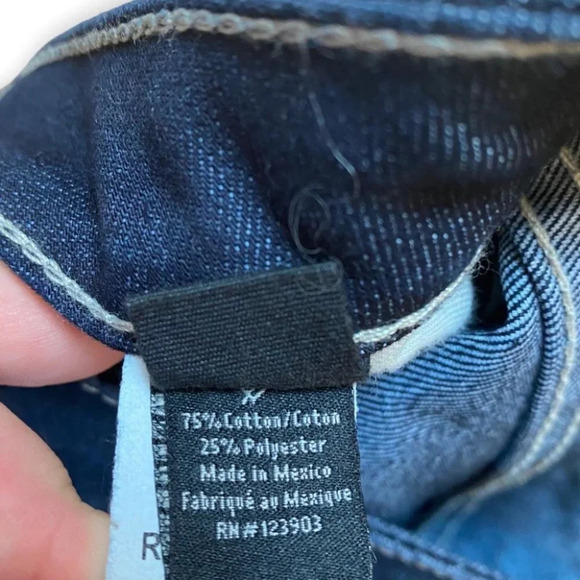 75% Cotton/Coton
25% Polyester
Made in Mexico
Fabriqué au Mexique
RN#123903
R